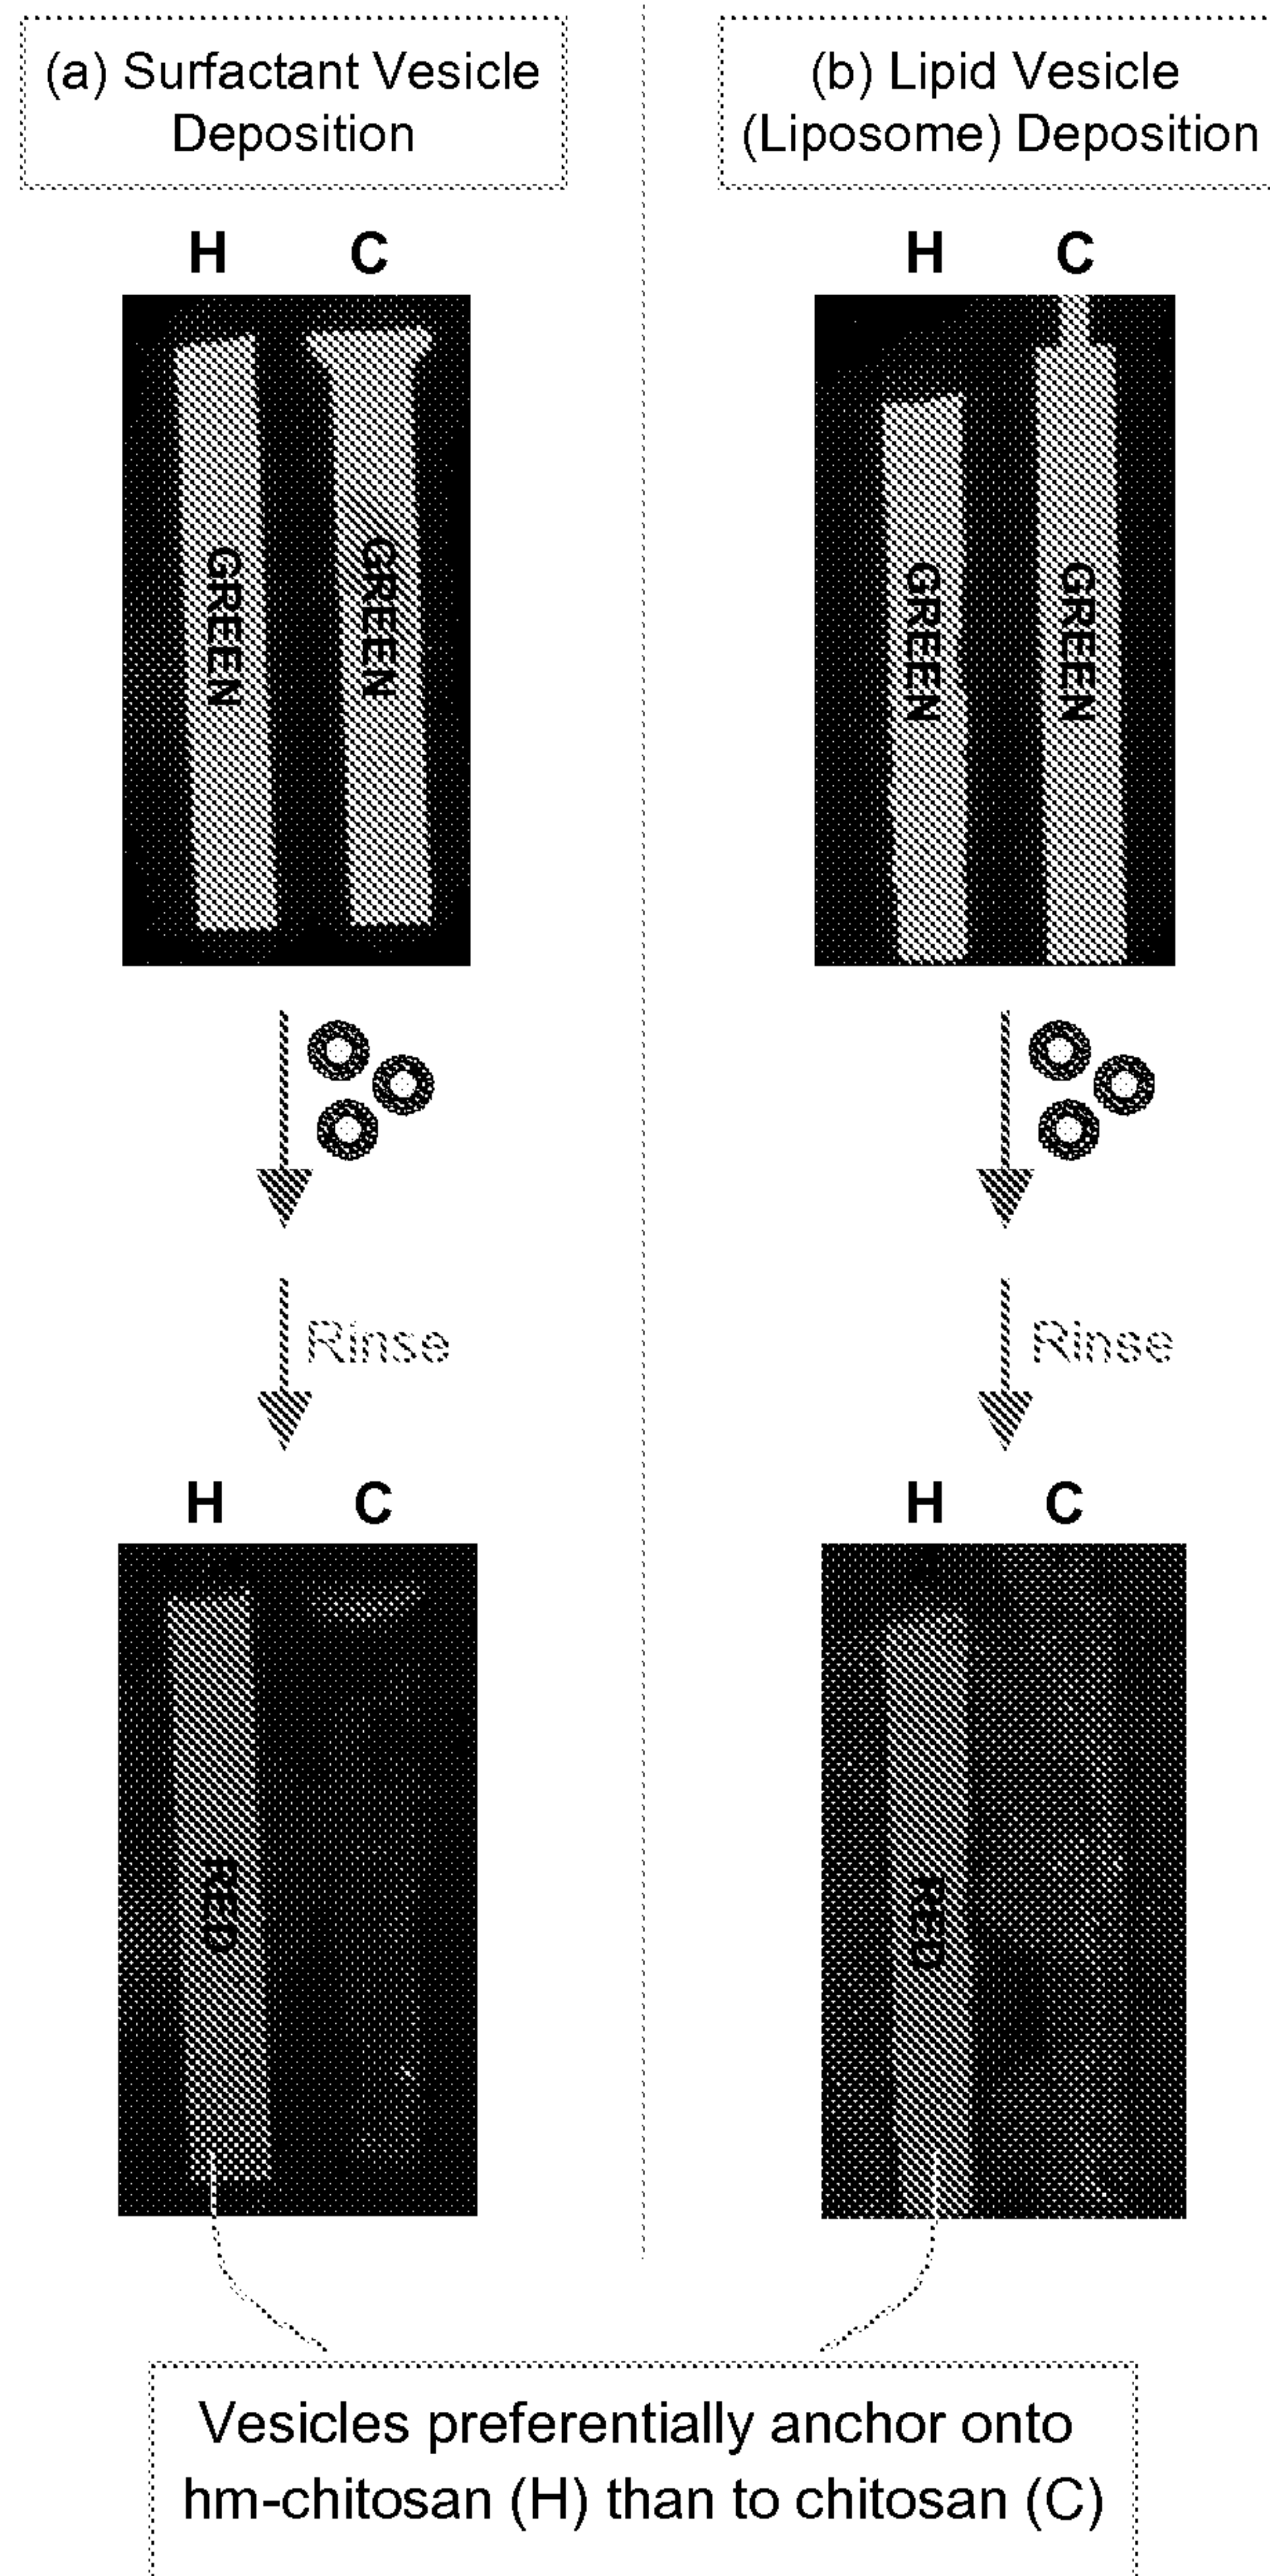 (a) Surfactant Vesicle
Deposition
H C
GREEN GREEN
Rinse
H C
RED
(b) Lipid Vesicle
(Liposome) Deposition
H C
GREEN GREEN
Rinse
H C
RED
Vesicles preferentially anchor onto
hm-chitosan (H) than to chitosan (C)